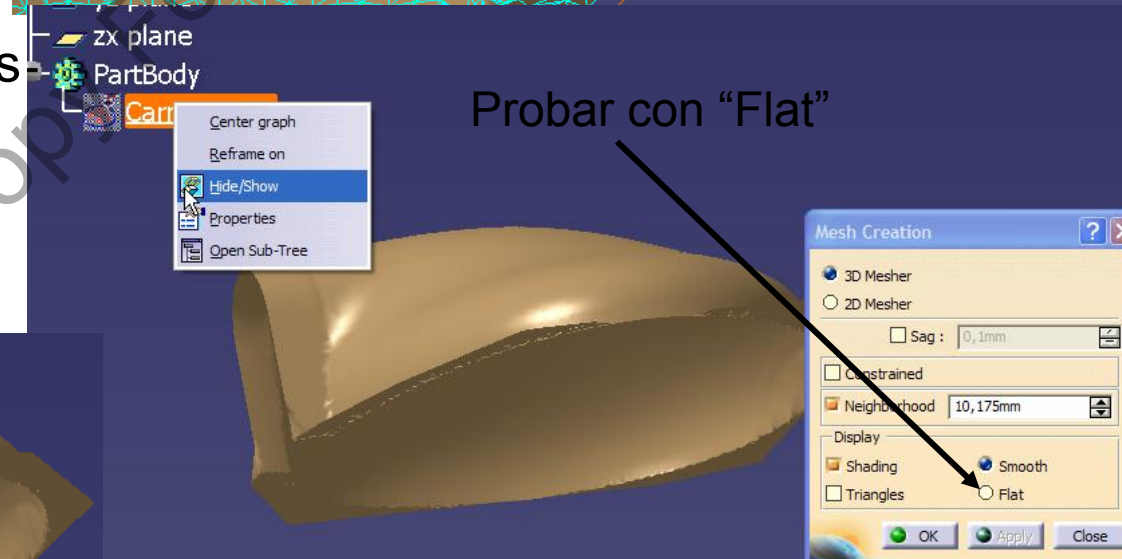 zx plane
s
PartBody
Carr
Center graph
Reframe on
Hide/Show
Properties
Open Sub-Tree
Probar con “Flat”
Mesh Creation
3D Mesher
2D Mesher
Sag : 0,1mm
Constrained
Neighborhood 10,175mm
Display
Shading Smooth
Triangles Flat
OK Apply Close